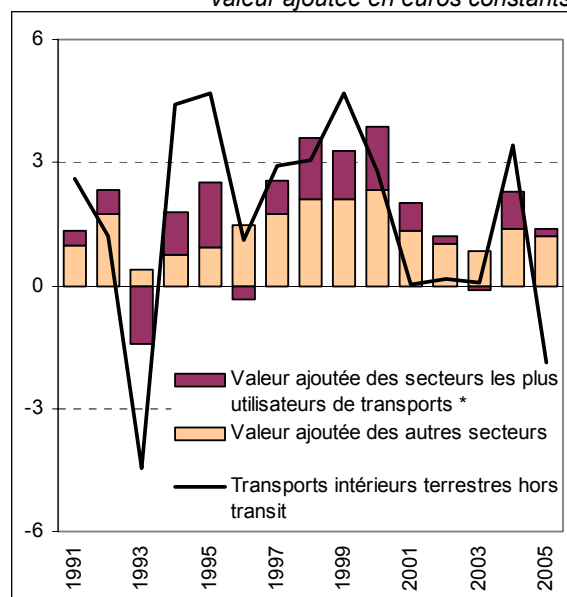 valeur ajoutée en euros constants
6
3
0
-3
-6
Valeur ajoutée des secteurs les plus
utilisateurs de transports *
Valeur ajoutée des autres secteurs
Transports intérieurs terrestres hors
transit
1991
1993
1995
1997
1999
2001
2003
2005